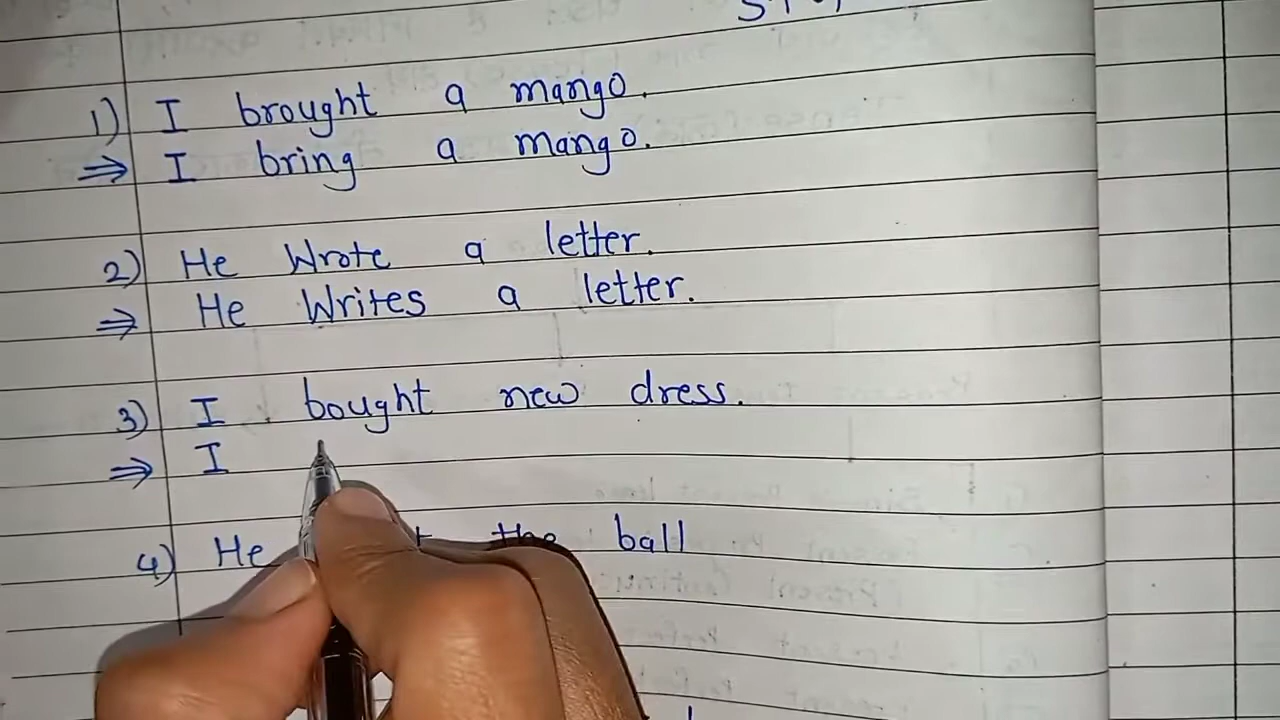 1) I brought a mango.
⇒ I bring a mango.
2) He Wrote a letter.
⇒ He Writes a letter.
3) I bought new dress.
⇒ I
4) He the ball